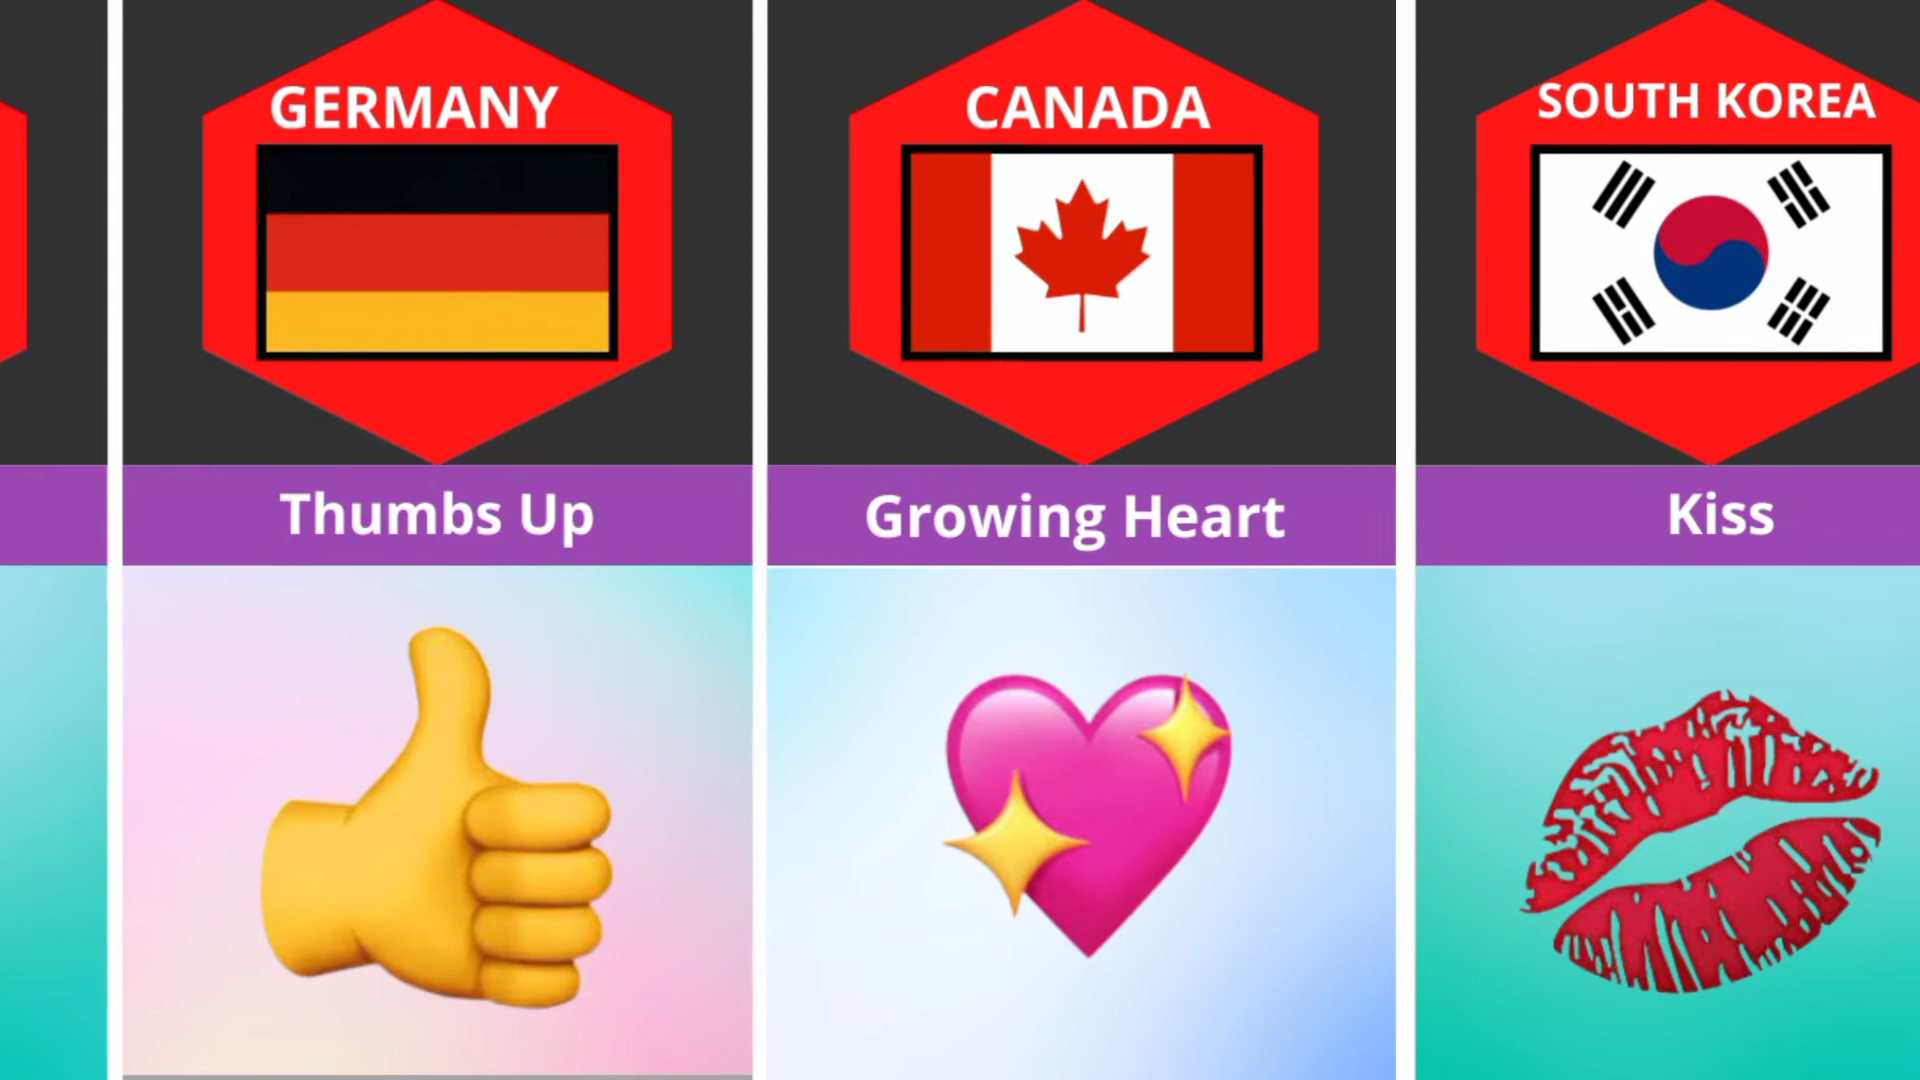 GERMANY
Thumbs Up
CANADA
Growing Heart
SOUTH KOREA
Kiss